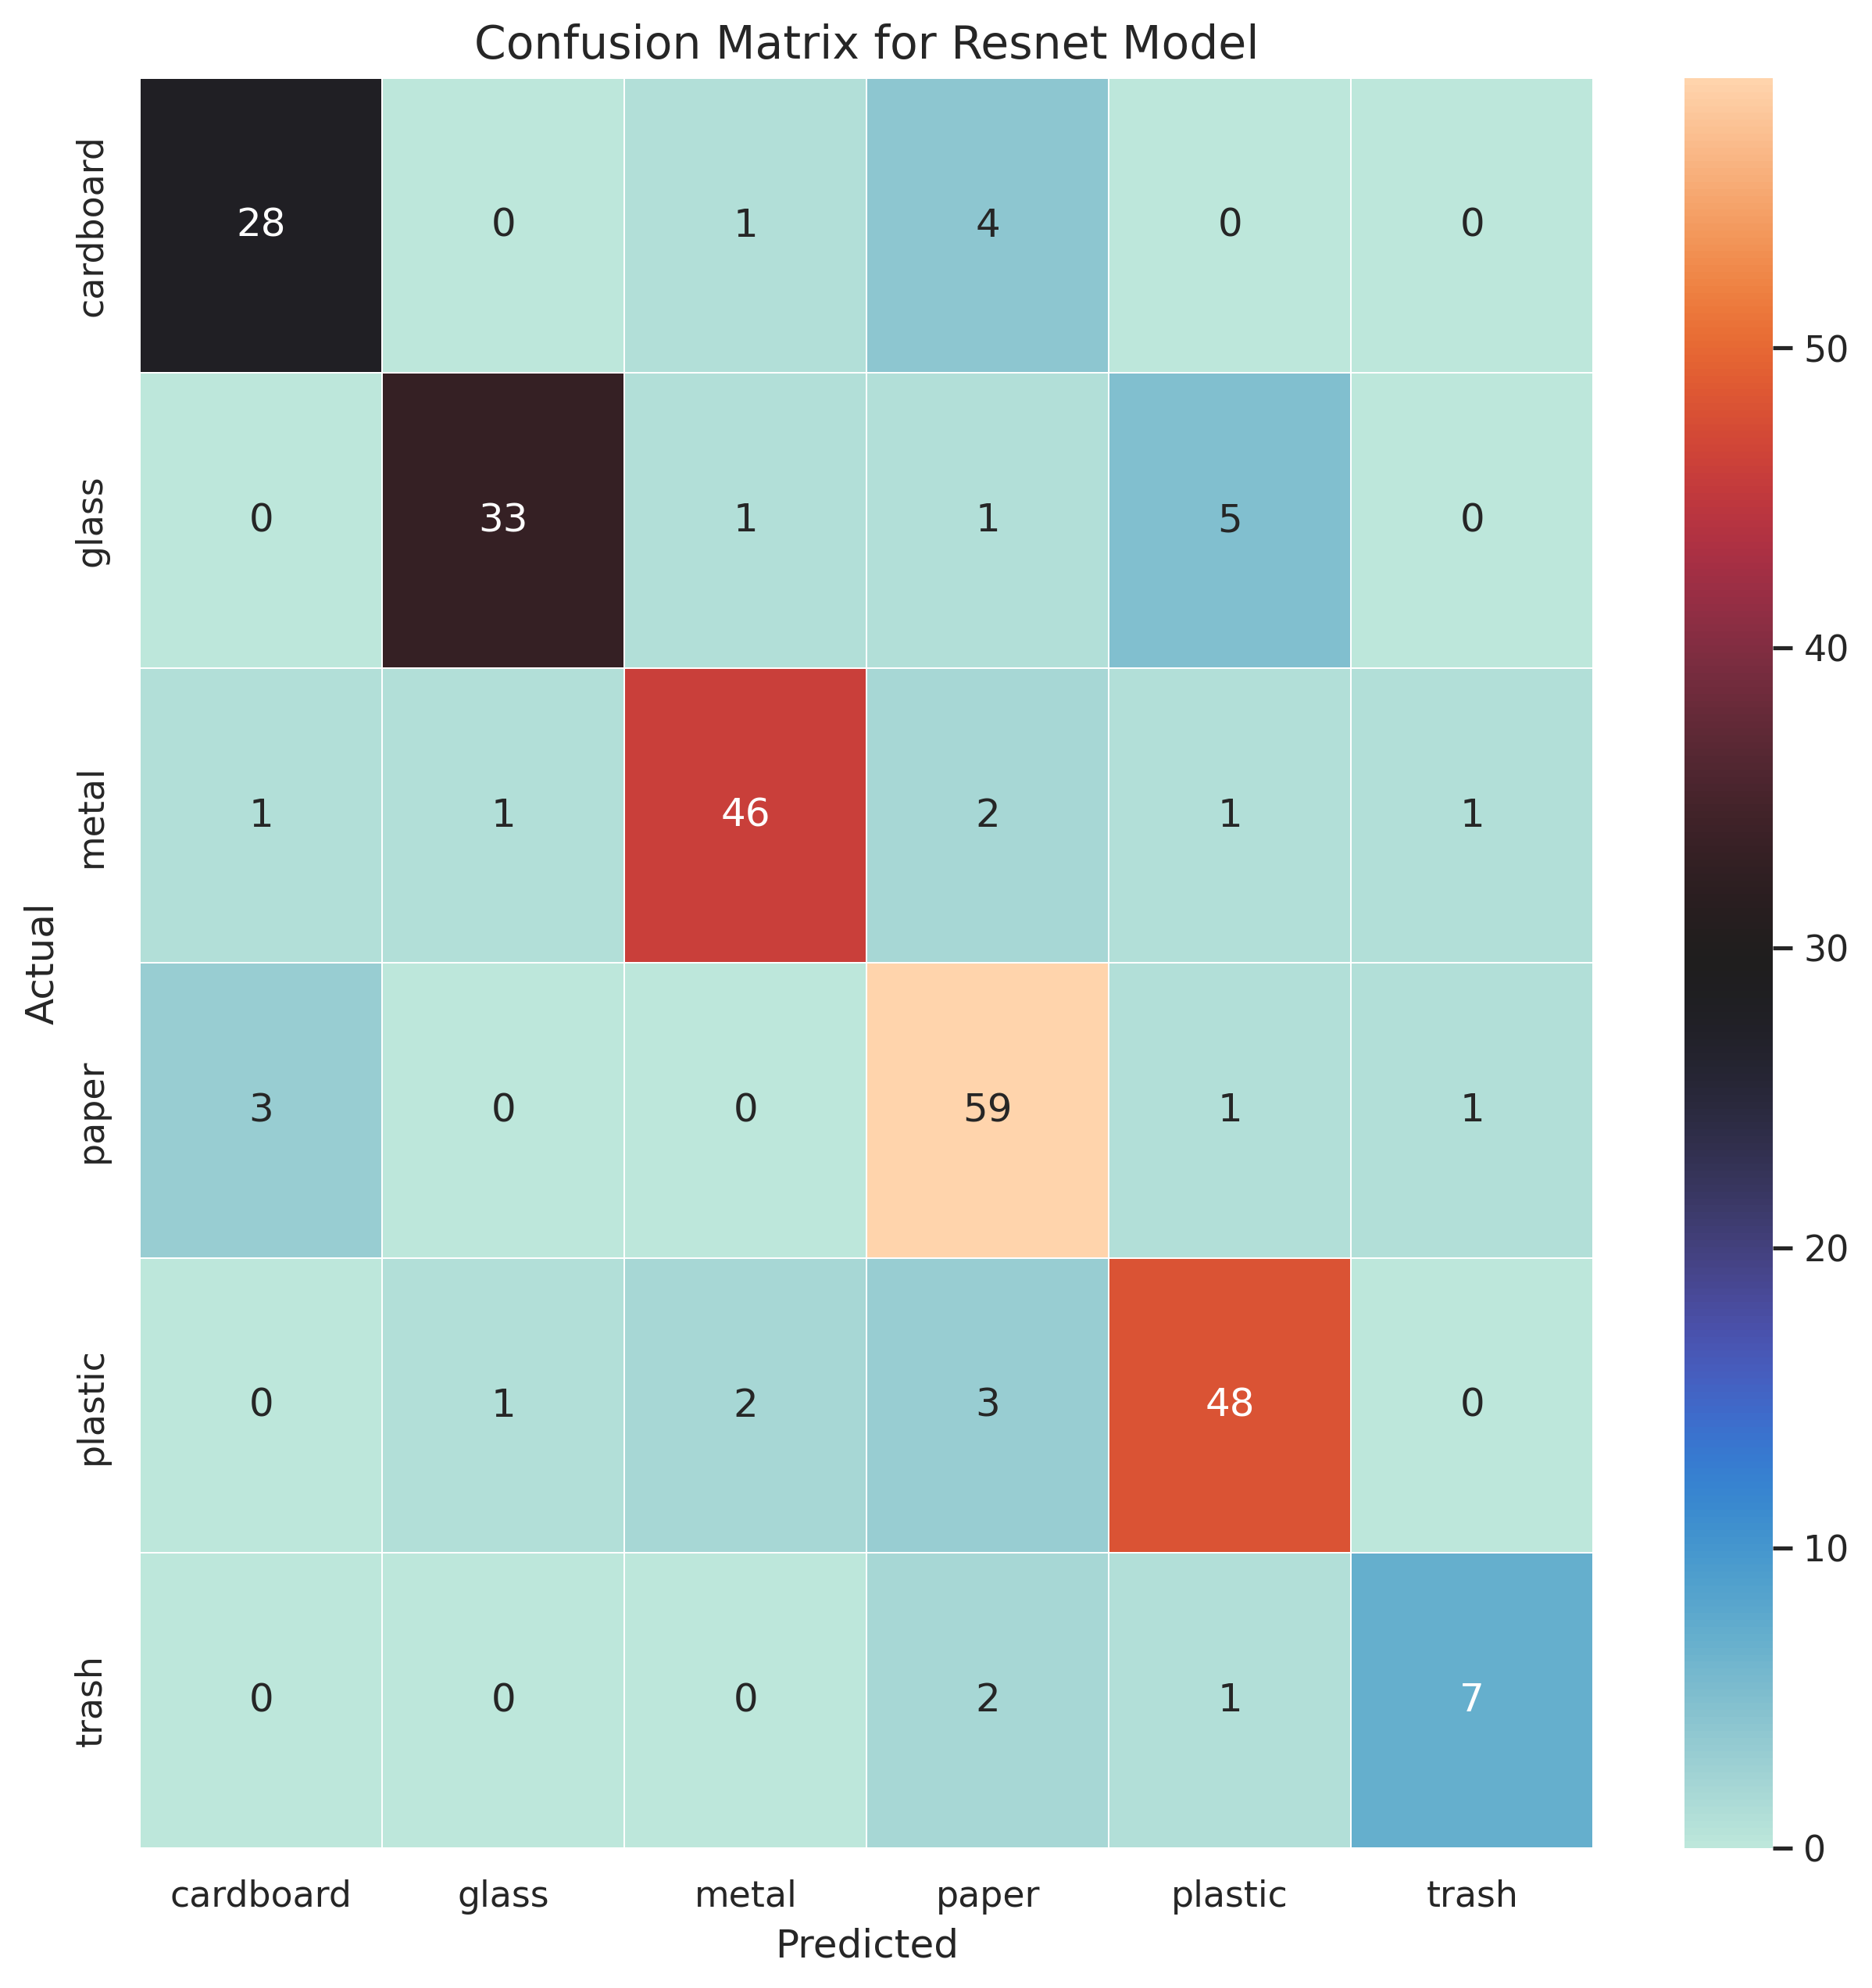 Confusion Matrix for Resnet Model
cardboard 28 0 1 4 0 0
glass 0 33 1 1 5 0
metal 1 1 46 2 1 1
paper 3 0 0 59 1 1
plastic 0 1 2 3 48 0
trash 0 0 0 2 1 7
Actual
cardboard glass metal paper plastic trash
Predicted
50
40
30
20
10
0